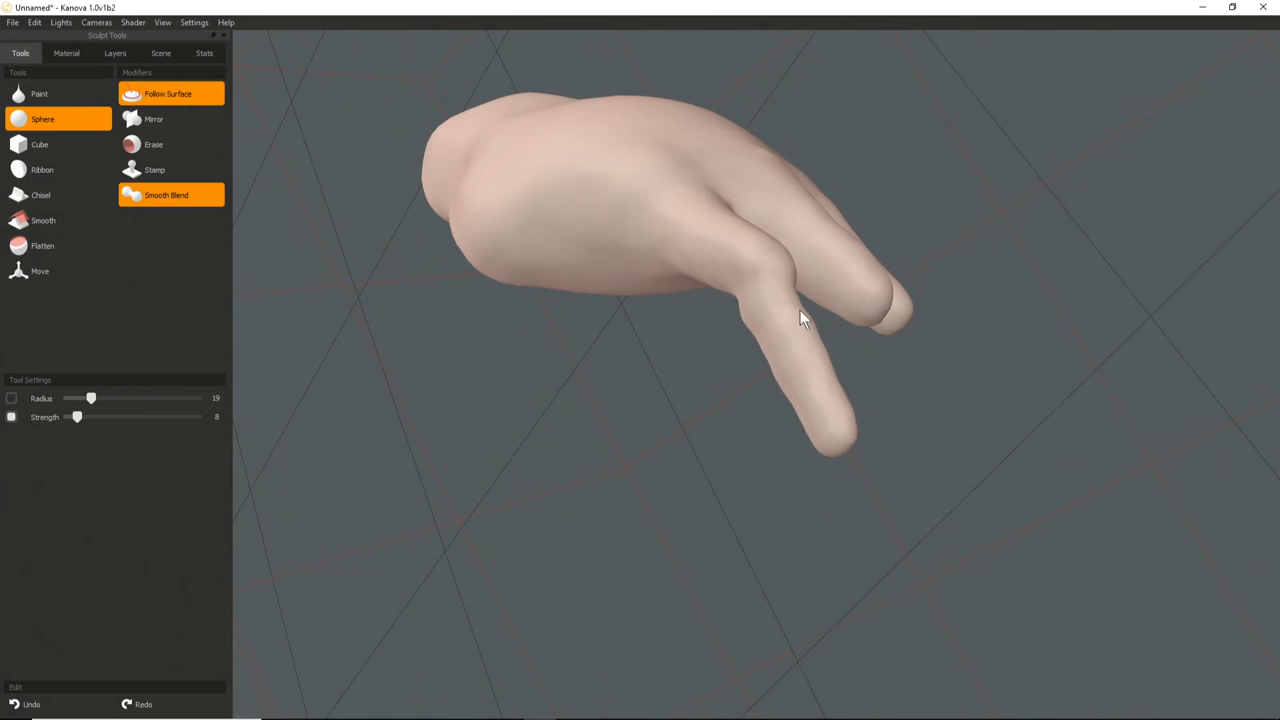 Unnamed* - Kanova 1.0v1b2
File Edit Lights Cameras Shader View Settings Help
Sculpt Tools
Tools Material Layers Scene Stats
Tools Modifiers
Paint Follow Surface
Sphere Mirror
Cube Erase
Ribbon Stamp
Chisel Smooth Blend
Smooth
Flatten
Move
Tool Settings
Radius 19
Strength 8
Edit
Undo Redo